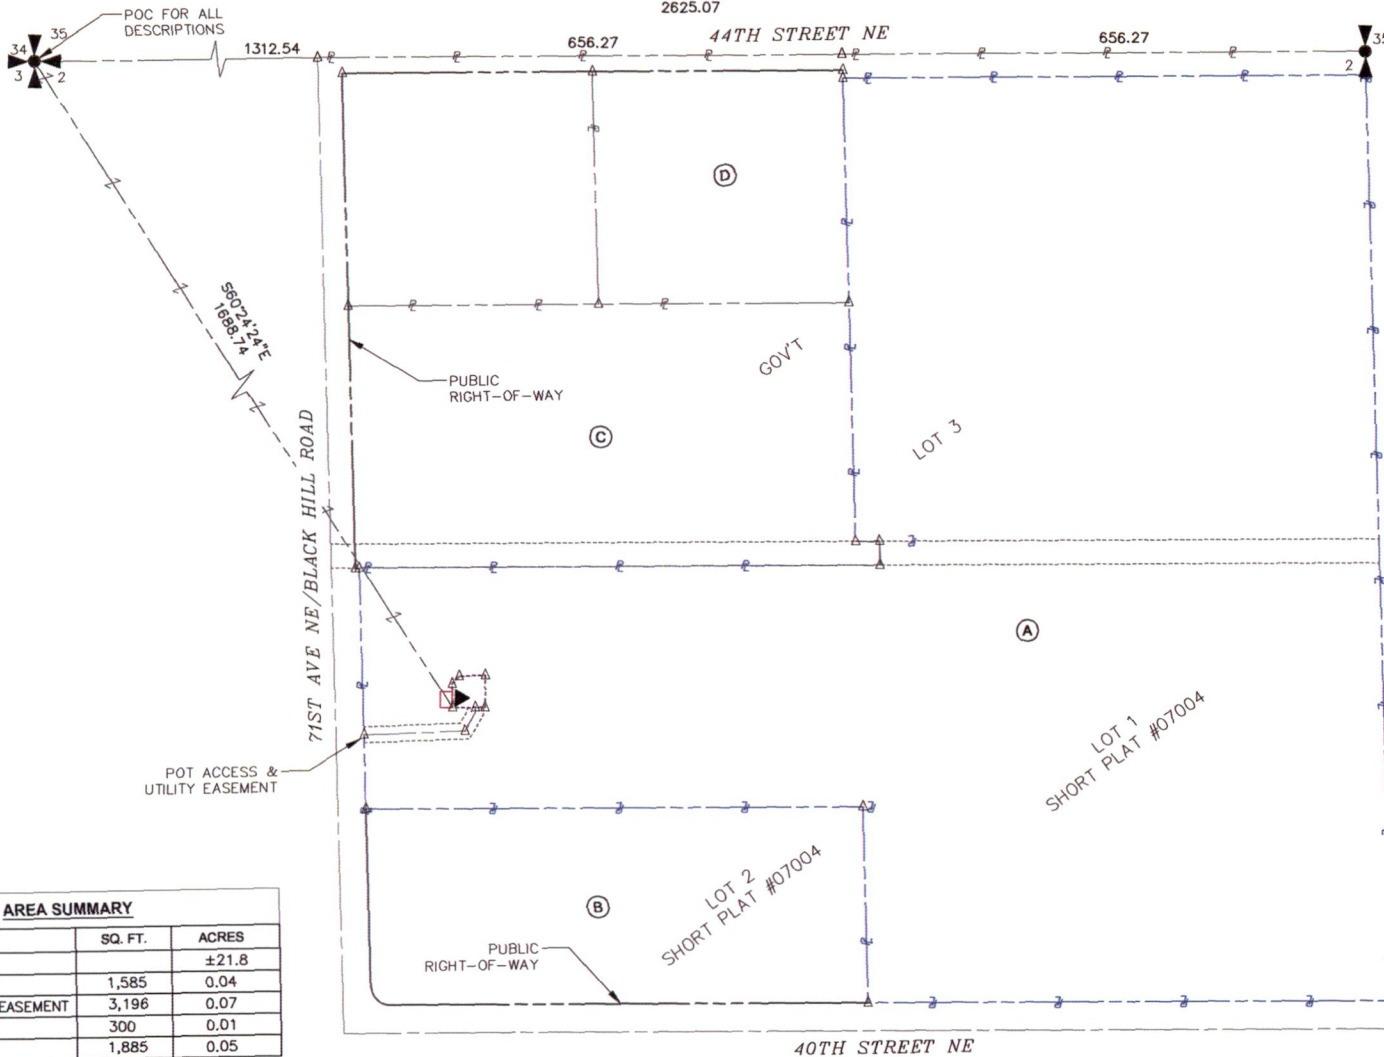 2625.07
POC FOR ALL
DESCRIPTIONS
34
35
3
2
1312.54
656.27
44TH STREET NE
656.27
2
D
S60°24'24"E
1688.74
PUBLIC
RIGHT-OF-WAY
GOV'T
LOT 3
C
71ST AVE NE/BLACK HILL ROAD
A
LOT 1
SHORT PLAT #07004
POT ACCESS &
UTILITY EASEMENT
LOT 2
SHORT PLAT #07004
B
PUBLIC
RIGHT-OF-WAY
40TH STREET NE
AREA SUMMARY
SQ. FT. ACRES
±21.8
1,585 0.04
EASEMENT 3,196 0.07
300 0.01
1,885 0.05